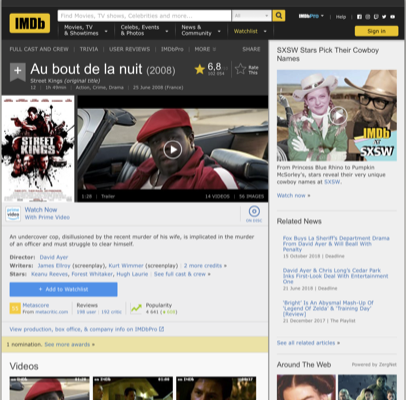 IMDb
Find Movies, TV shows, Celebrities and more...
All
IMDbPro
Help
Movies, TV
& Showtimes
Celebs, Events
& Photos
News &
Community
Watchlist
Sign in
FULL CAST AND CREW | TRIVIA | USER REVIEWS | IMDbPro | MORE
SHARE
Au bout de la nuit (2008)
Street Kings (original title)
12 | 1h 49min | Action, Crime, Drama | 25 June 2008 (France)
6,8
Rate
This
STREET
KINGS
1:28 | Trailer
14 VIDEOS | 56 IMAGES
prime video
Watch Now
With Prime Video
ON DISC
An undercover cop, disillusioned by the recent murder of his wife, is implicated in the murder
of an officer and must struggle to clear himself.
Director: David Ayer
Writers: James Ellroy (screenplay), Kurt Wimmer (screenplay) | 2 more credits »
Stars: Keanu Reeves, Forest Whitaker, Hugh Laurie | See full cast & crew »
+ Add to Watchlist
Metascore
From metacritic.com
Reviews
198 user | 192 critic
Popularity
4 641
View production, box office, & company info on IMDbPro
1 nomination. See more awards »
Videos
SXSW Stars Pick Their Cowboy
Names
IMDb
at
SXSW
From Princess Blue Rhino to Pumpkin
McSorley's, stars reveal their very unique
cowboy names at SXSW.
Watch now »
Related News
Fox Buys LA Sheriff's Department Drama
From David Ayer & Will Beall With
Penalty
15 October 2018 | Deadline
David Ayer & Chris Long's Cedar Park
Inks First-Look Deal With Entertainment
One
21 June 2018 | Deadline
'Bright' Is An Abysmal Mash-Up Of
'Legend Of Zelda' & 'Training Day'
[Review]
21 December 2017 | The Playlist
See all related articles »
Around The Web
Powered by ZergNet